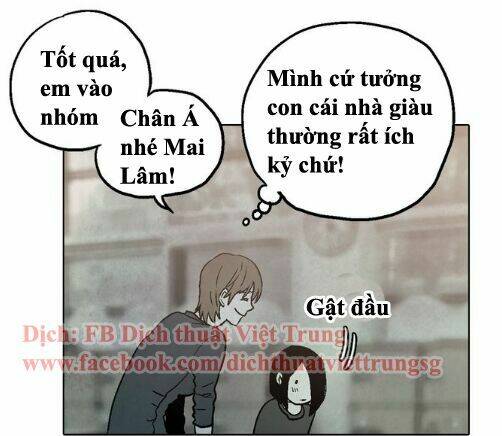 Tốt quá,
em vào
nhóm
Chân Á
nhé Mai
Lâm!
Mình cứ tưởng
con cái nhà giàu
thường rất ích
kỷ chứ!
Gật đầu
Dịch: FB Dịch thuật Việt Trung
www.facebook.com/dichthuatviettrungsg